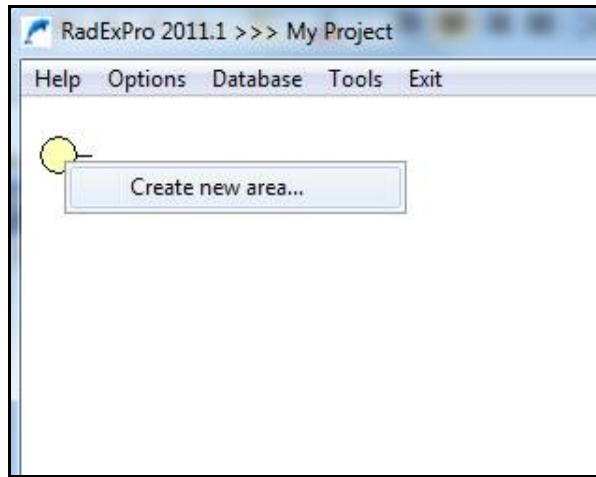 RadExPro 2011.1 >>> My Project
Help Options Database Tools Exit
Create new area...